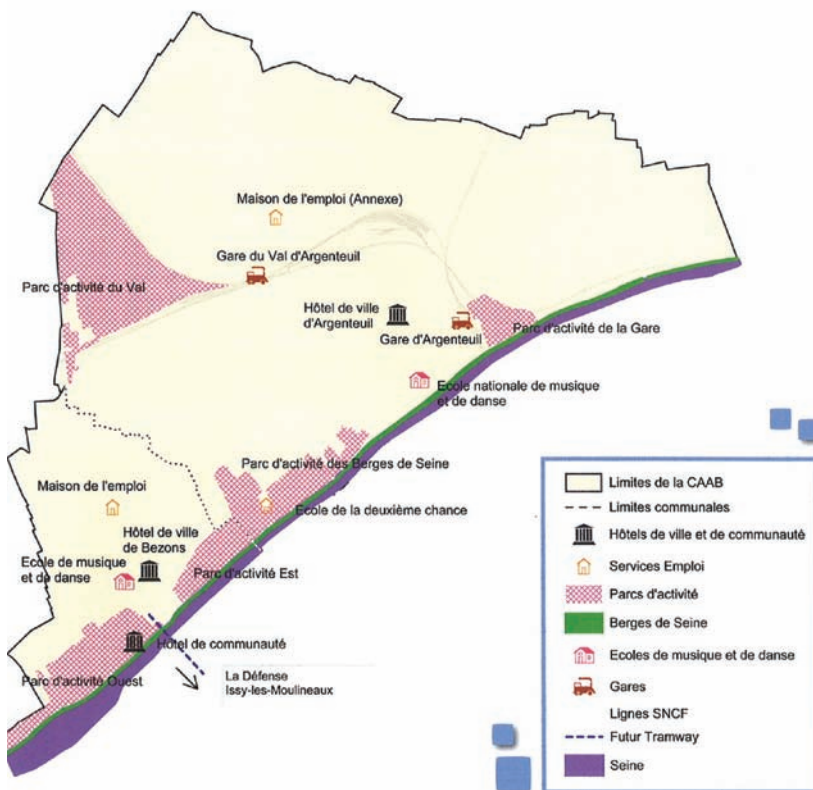 Maison de l'emploi (Annexe)
Gare du Val d'Argenteuil
Parc d'activité du Val
Hôtel de ville
d'Argenteuil
Gare d'Argenteuil
Parc d'activité de la Gare
Ecole nationale de musique
et de danse
Parc d'activité des Berges de Seine
Maison de l'emploi
Ecole de la deuxième chance
Hôtel de ville
de Bezons
Ecole de musique
et de danse
Parc d'activité Est
Hôtel de communauté
Parc d'activité Ouest
La Défense
Issy-les-Moulineaux
Limites de la CAAB
Limites communales
Hôtels de ville et de communauté
Services Emploi
Parcs d'activité
Berges de Seine
Ecoles de musique et de danse
Gares
Lignes SNCF
Futur Tramway
Seine